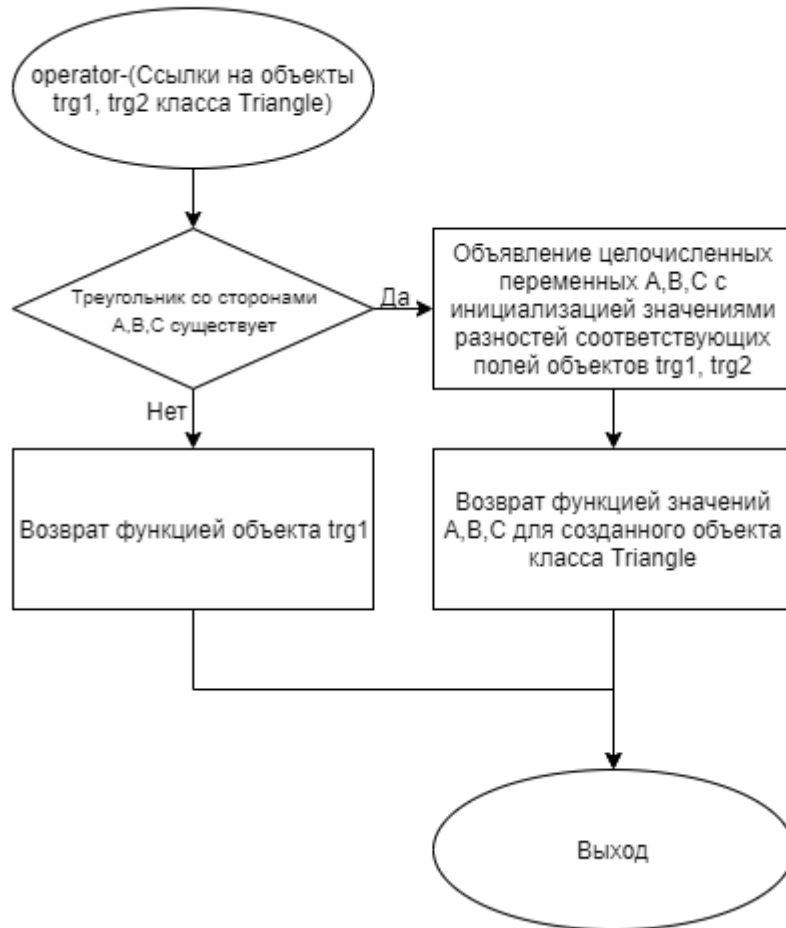 operator-(Ссылки на объекты
trg1, trg2 класса Triangle)
Треугольник со сторонами
А,В,С существует
Да
Объявление целочисленных
переменных А,В,С с
инициализацией значениями
разностей соответствующих
полей объектов trg1, trg2
Нет
Возврат функцией объекта trg1
Возврат функцией значений
А,В,С для созданного объекта
класса Triangle
Выход